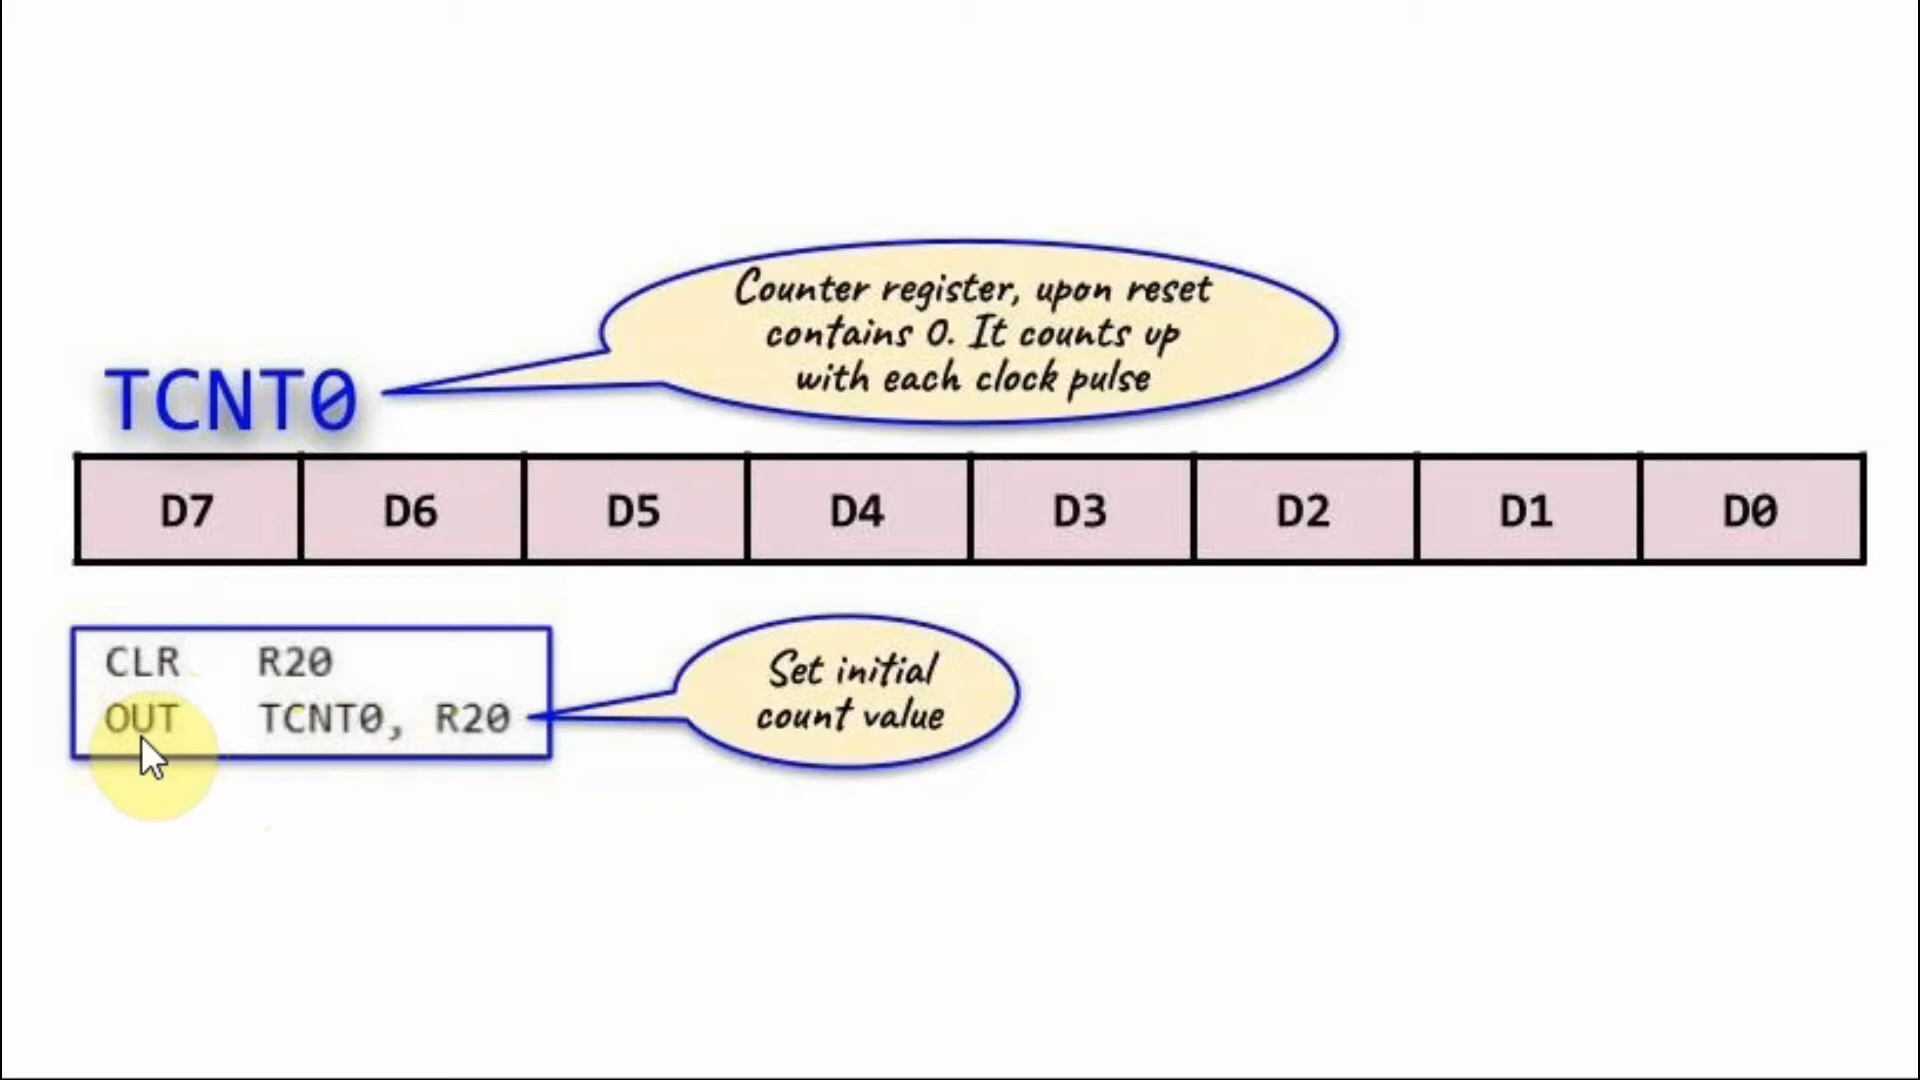 Counter register, upon reset
contains 0. It counts up
with each clock pulse
TCNT0
D7 D6 D5 D4 D3 D2 D1 D0
CLR R20
OUT TCNT0, R20
Set initial
count value